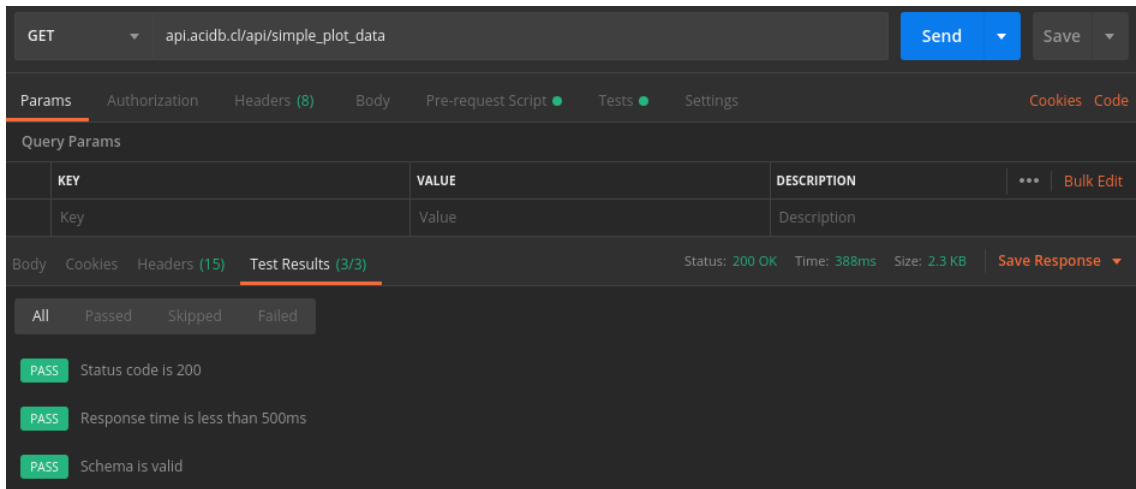 GET api.acidb.cl/api/simple_plot_data Send Save
Params Authorization Headers (8) Body Pre-request Script Tests Settings Cookies Code
Query Params
KEY VALUE DESCRIPTION ••• Bulk Edit
Key Value Description
Body Cookies Headers (15) Test Results (3/3) Status: 200 OK Time: 388ms Size: 2.3 KB Save Response
All Passed Skipped Failed
PASS Status code is 200
PASS Response time is less than 500ms
PASS Schema is valid